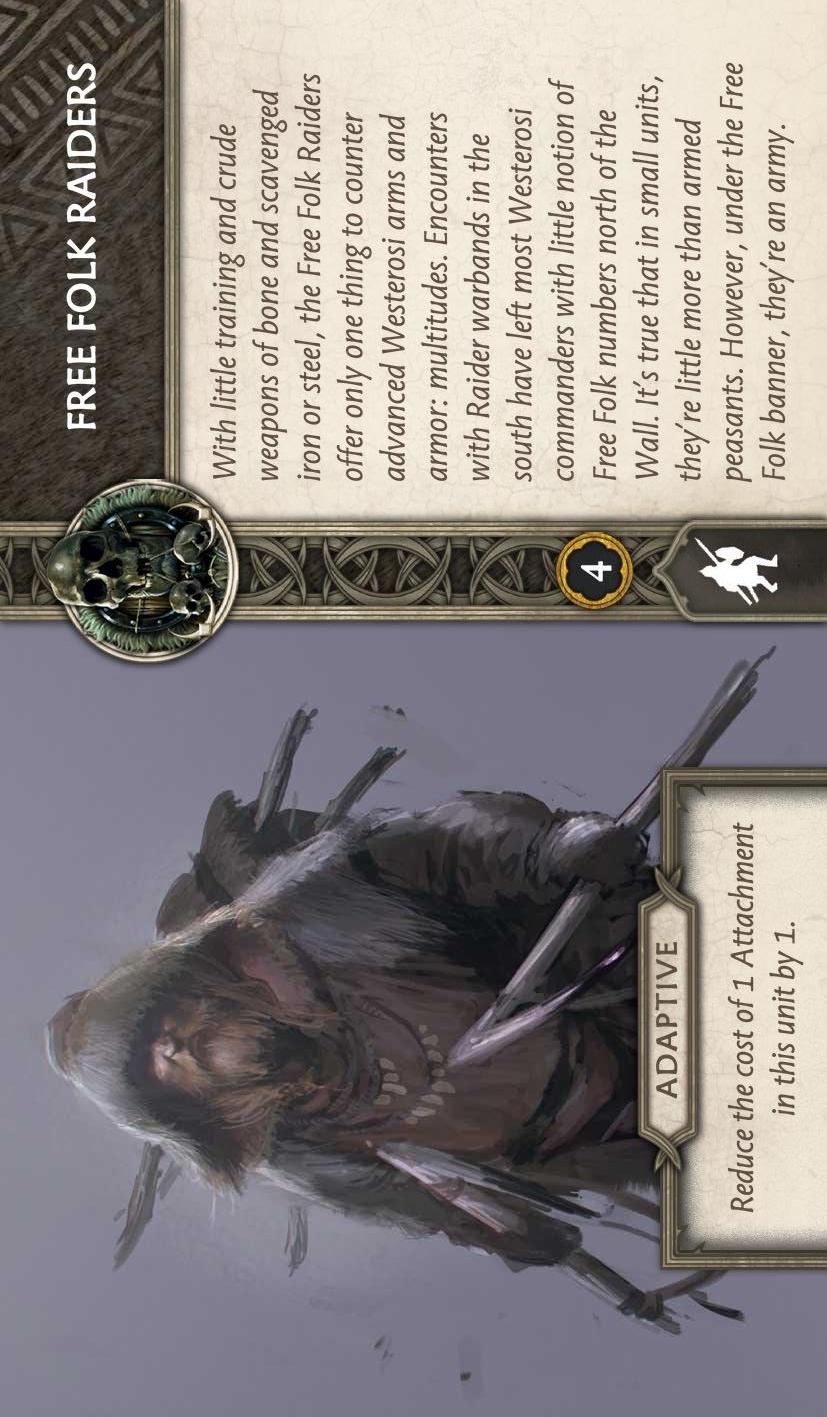 FREE FOLK RAIDERS
With little training and crude
weapons of bone and scavenged
iron or steel, the Free Folk Raiders
offer only one thing to counter
advanced Westerosi arms and
armor: multitudes. Encounters
with Raider warbands in the
south have left most Westerosi
commanders with little notion of
Free Folk numbers north of the
Wall. It's true that in small units,
they're little more than armed
peasants. However, under the Free
Folk banner, they're an army.
4
ADAPTIVE
Reduce the cost of 1 Attachment
in this unit by 1.